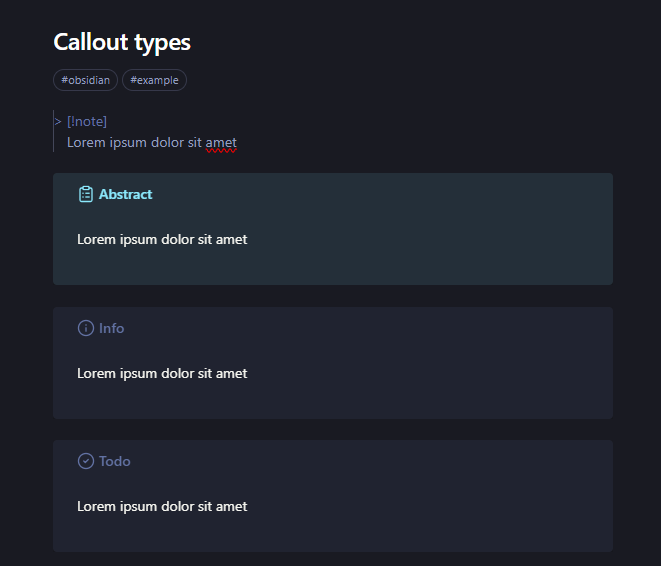 Callout types
#obsidian #example
> [!note]
Lorem ipsum dolor sit amet
Abstract
Lorem ipsum dolor sit amet
Info
Lorem ipsum dolor sit amet
Todo
Lorem ipsum dolor sit amet